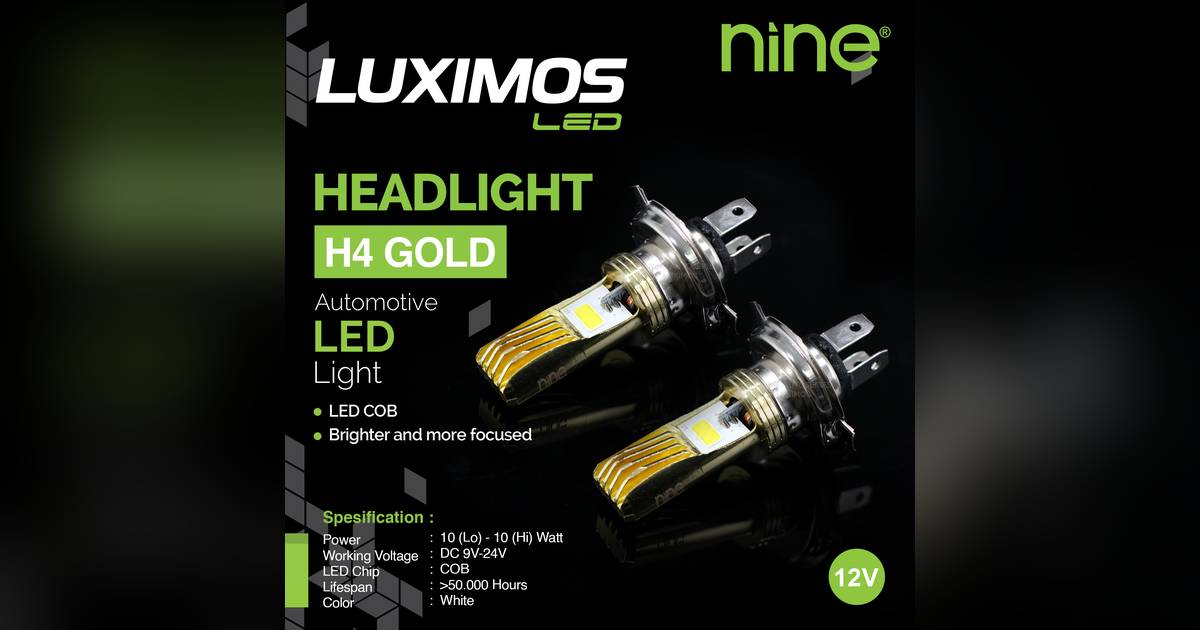 nine®
LUXIMOS
LED
HEADLIGHT
H4 GOLD
Automotive
LED
Light
LED COB
Brighter and more focused
nine
nine
Spesification :
Power : 10 (Lo) - 10 (Hi) Watt
Working Voltage : DC 9V-24V
LED Chip : COB
Lifespan : >50.000 Hours
Color : White
12V